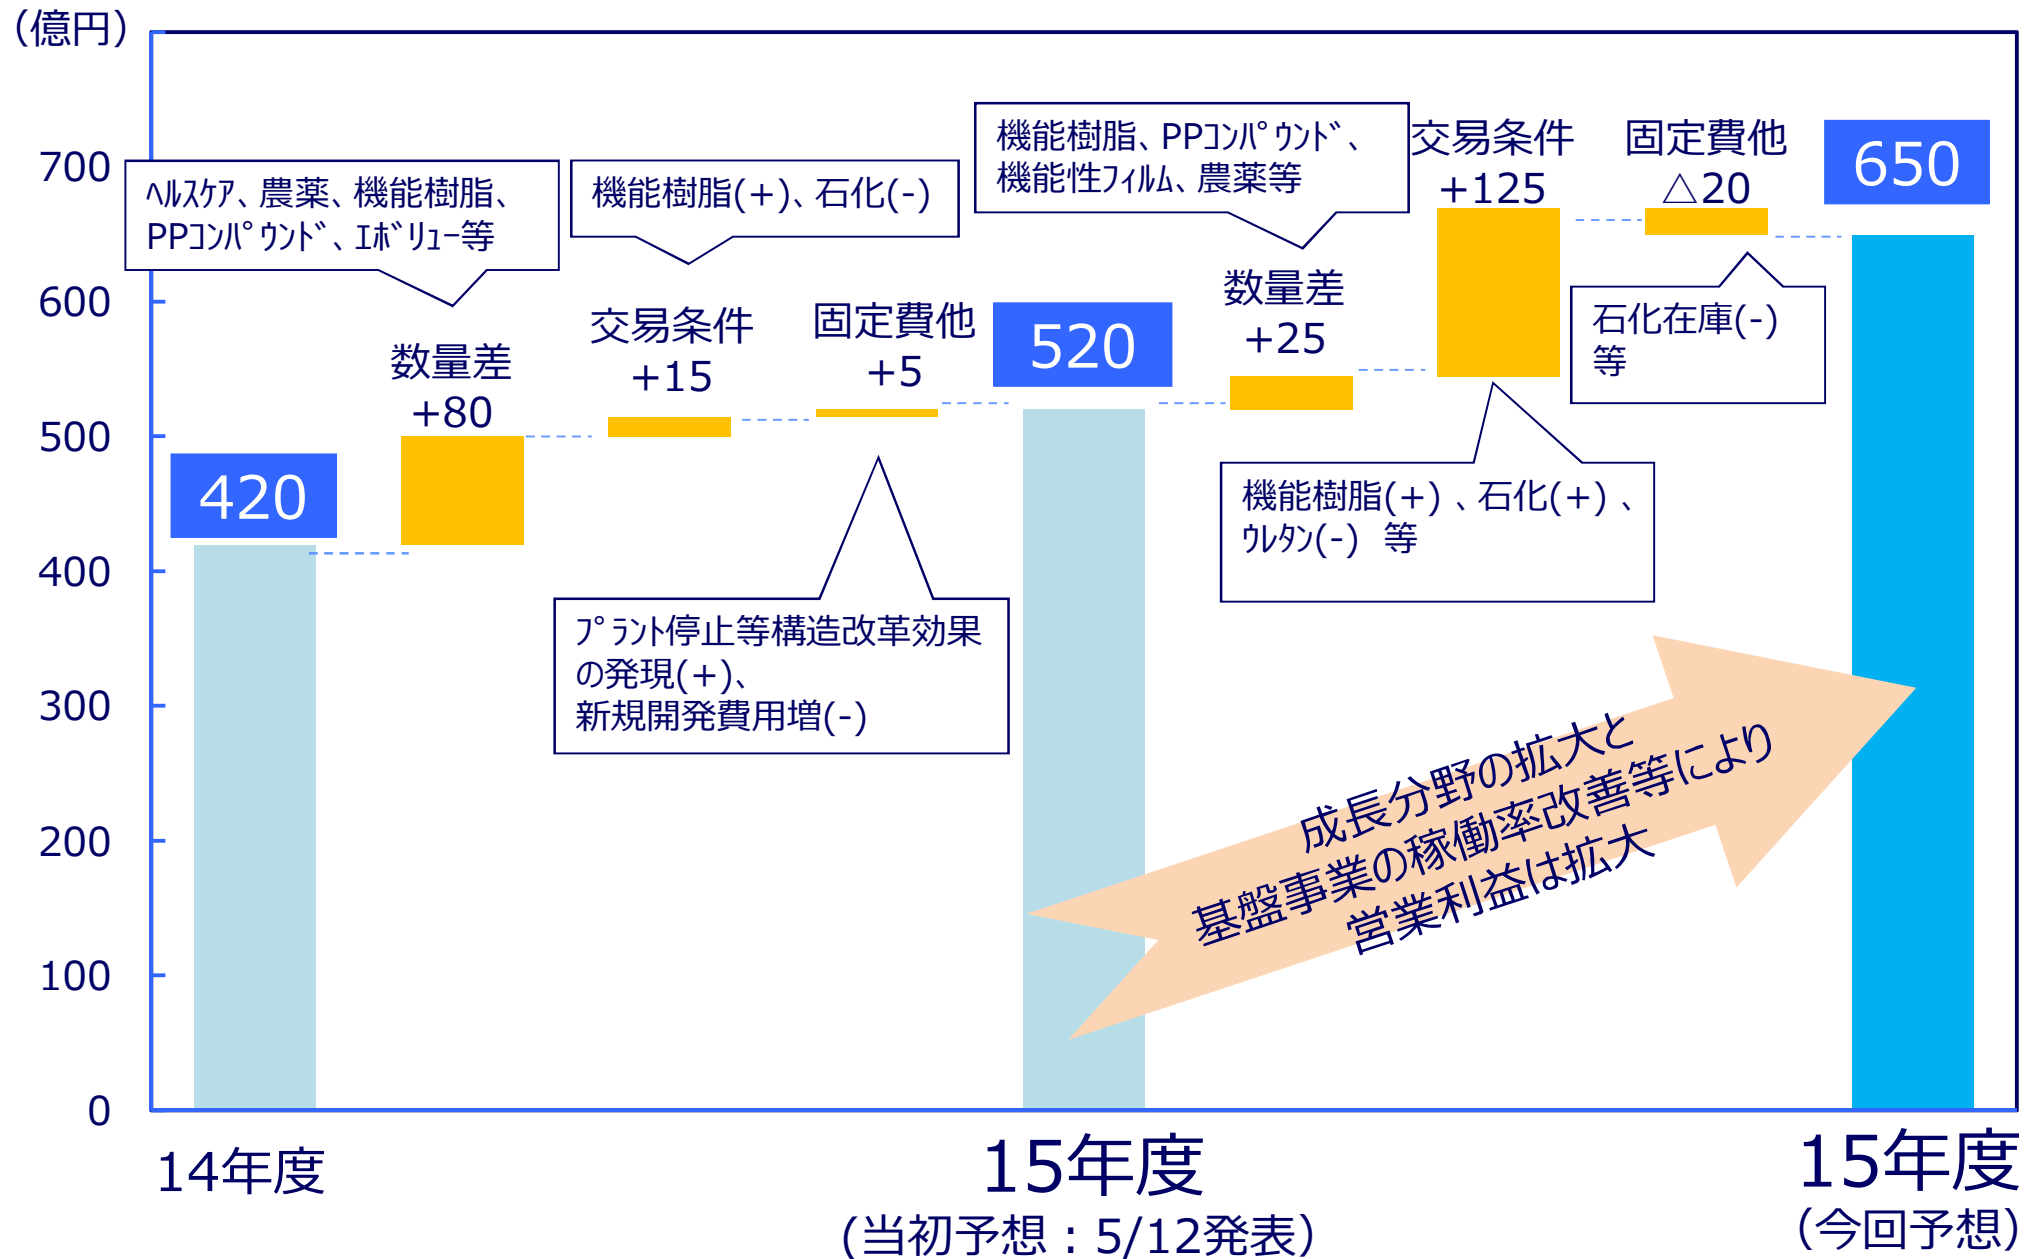 （億円）
700
600
500
400
300
200
100
0
420
ﾍﾙｽｹｱ、農薬、機能樹脂、
PPｺﾝﾊﾟｳﾝﾄﾞ、ｴﾎﾞﾘｭｰ等
数量差
+80
機能樹脂(+)、石化(-)
交易条件
+15
固定費他
+5
ﾌﾟﾗﾝﾄ停止等構造改革効果
の発現(+)、
新規開発費用増(-)
520
機能樹脂、PPｺﾝﾊﾟｳﾝﾄﾞ、
機能性ﾌｨﾙﾑ、農薬等
数量差
+25
交易条件
+125
機能樹脂(+) 、石化(+) 、
ｳﾚﾀﾝ(-) 等
固定費他
△20
石化在庫(-)
等
650
成長分野の拡大と
基盤事業の稼働率改善等により
営業利益は拡大
14年度
15年度
(当初予想：5/12発表)
15年度
(今回予想)